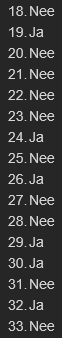 18. Nee
19. Ja
20. Nee
21. Nee
22. Nee
23. Nee
24. Ja
25. Nee
26. Ja
27. Nee
28. Nee
29. Ja
30. Ja
31. Nee
32. Ja
33. Nee